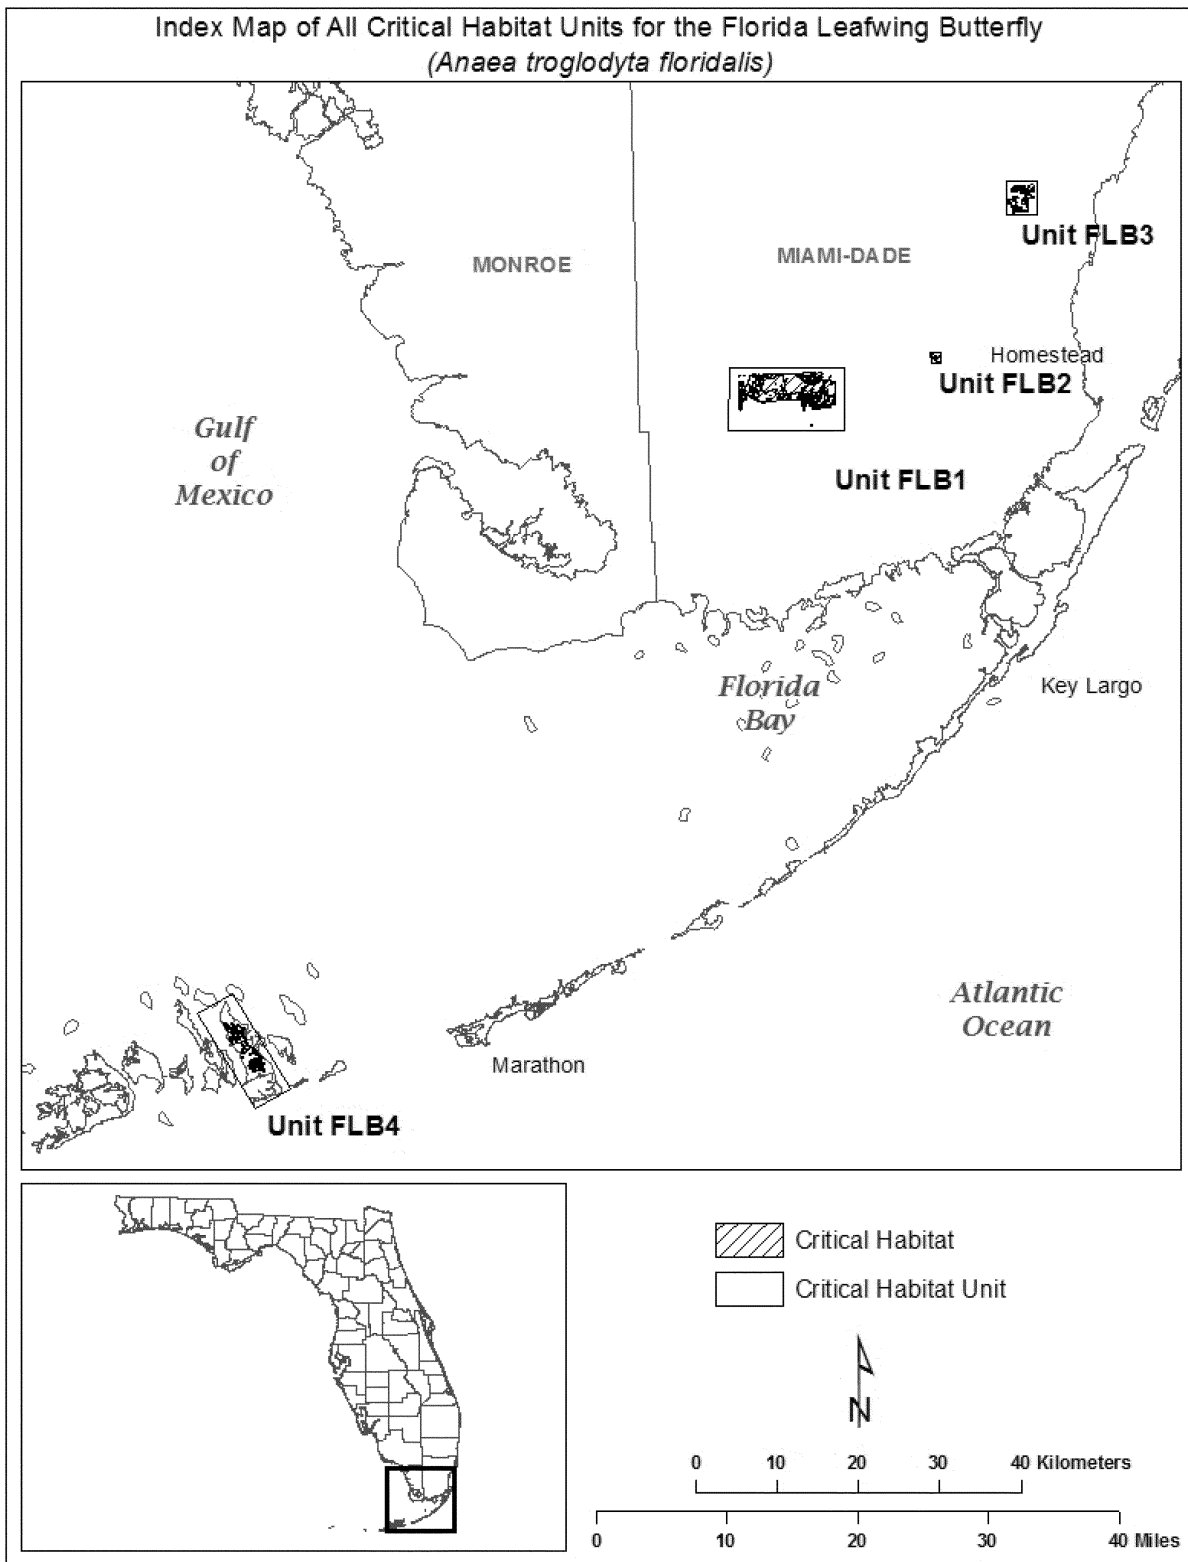 Index Map of All Critical Habitat Units for the Florida Leafwing Butterfly
(Anaea troglodyta floridalis)
Unit FLB3
MONROE
MIAMI-DADE
Homestead
Unit FLB2
Gulf
of
Mexico
Unit FLB1
Florida
Bay
Key Largo
Atlantic
Ocean
Marathon
Unit FLB4
Critical Habitat
Critical Habitat Unit
N
0 10 20 30 40 Kilometers
0 10 20 30 40 Miles